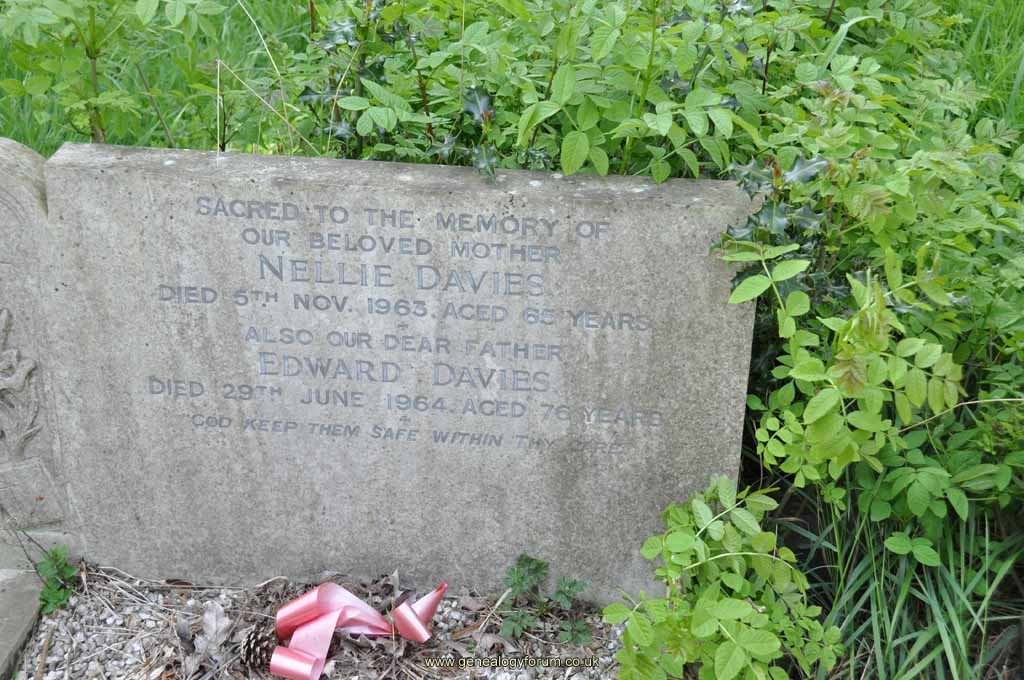 SACRED TO THE MEMORY OF
OUR BELOVED MOTHER
NELLIE DAVIES
DIED 5TH NOV. 1963. AGED 65 YEARS.
ALSO OUR DEAR FATHER
EDWARD DAVIES
DIED 29TH JUNE 1964. AGED 76 YEARS
GOD KEEP THEM SAFE WITHIN THY CARE
www.genealogyforum.co.uk